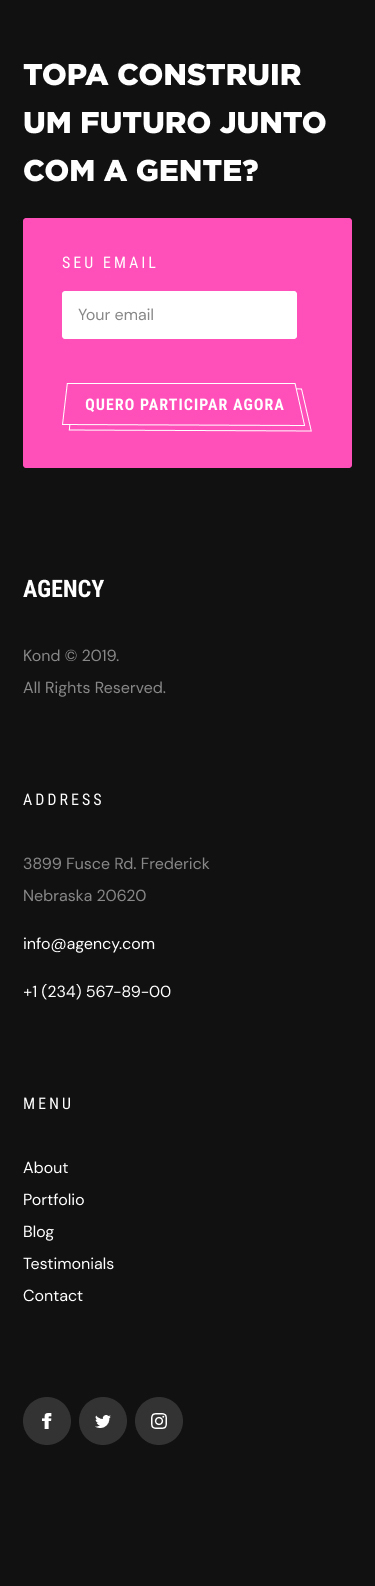 TOPA CONSTRUIR
UM FUTURO JUNTO
COM A GENTE?
SEU EMAIL
Your email
QUERO PARTICIPAR AGORA
AGENCY
Kond © 2019.
All Rights Reserved.
ADDRESS
3899 Fusce Rd. Frederick
Nebraska 20620
info@agency.com
+1 (234) 567-89-00
MENU
About
Portfolio
Blog
Testimonials
Contact